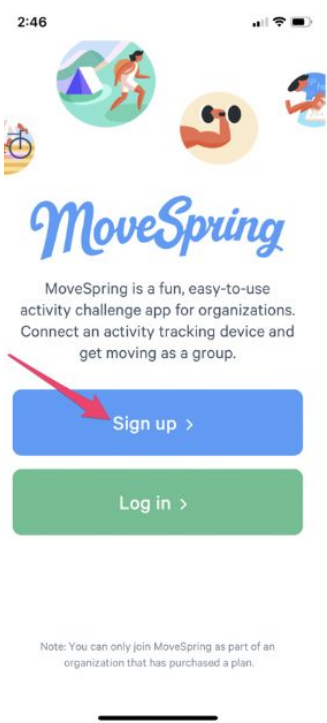 2:46
MoveSpring
MoveSpring is a fun, easy-to-use
activity challenge app for organizations.
Connect an activity tracking device and
get moving as a group.
Sign up >
Log in >
Note: You can only join MoveSpring as part of an
organization that has purchased a plan.